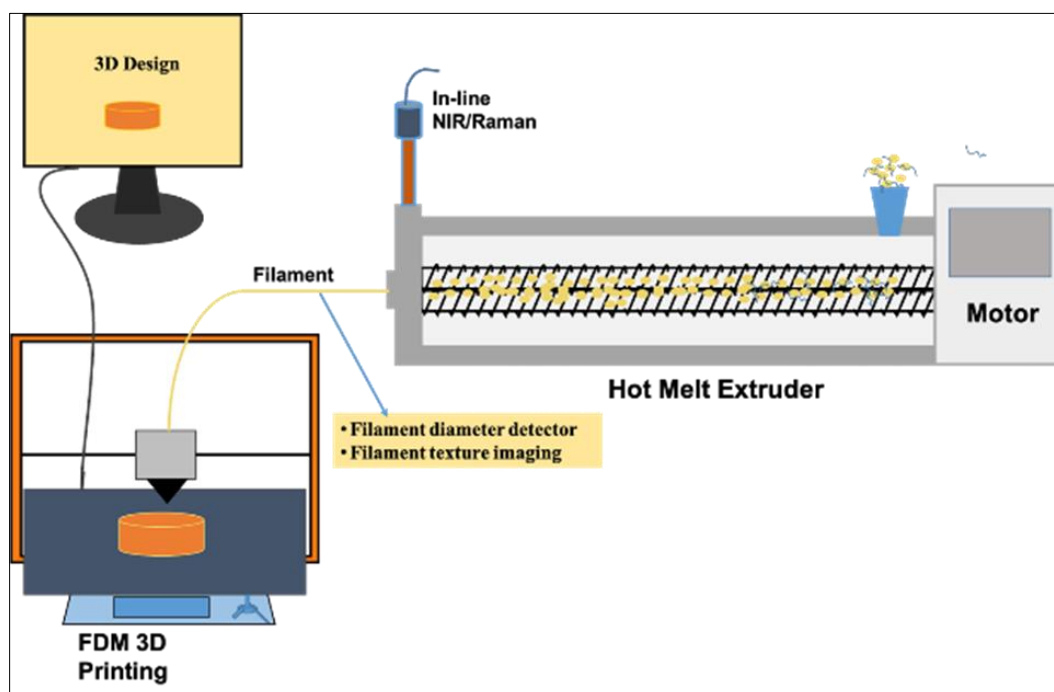 3D Design
In-line
NIR/Raman
Filament
Motor
Hot Melt Extruder
• Filament diameter detector
• Filament texture imaging
FDM 3D
Printing